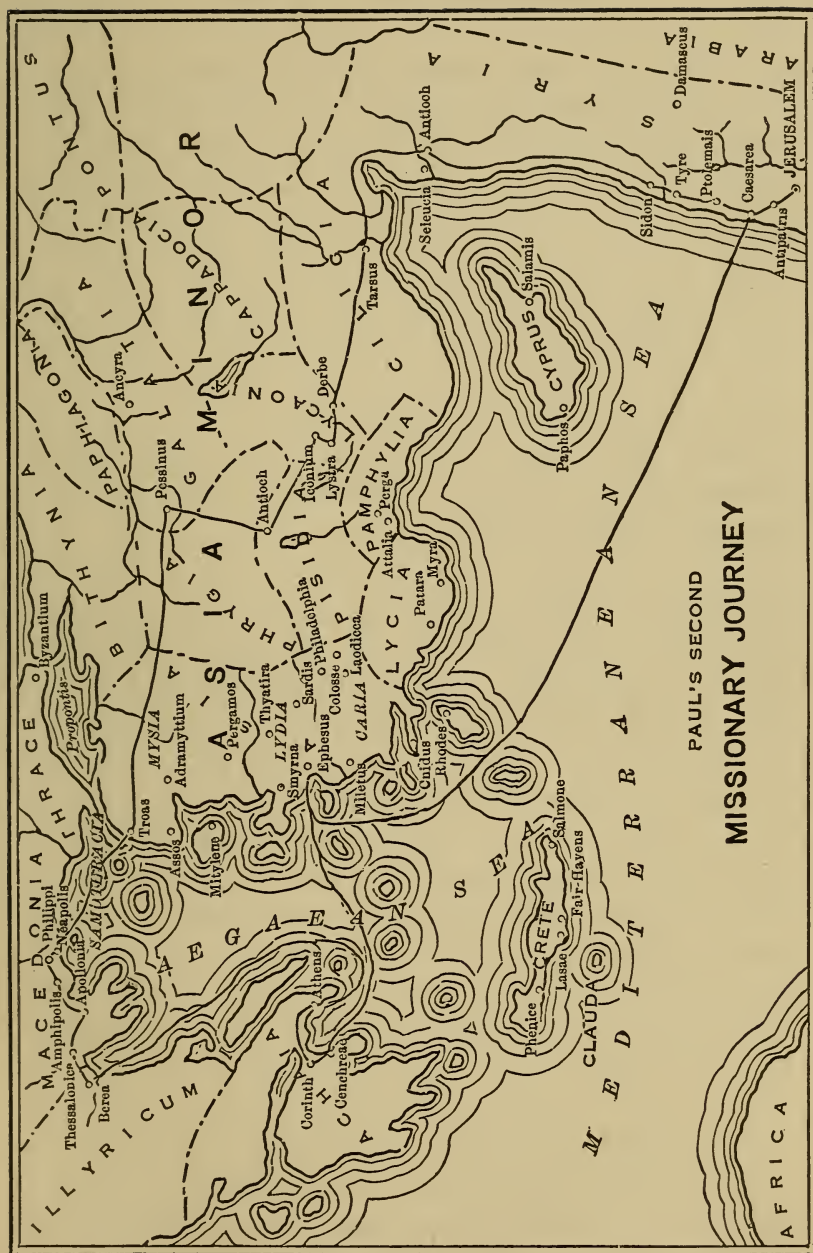 PAUL'S SECOND
MISSIONARY JOURNEY
ILLYRICUM
MACEDONIA
THRACE
BITHYNIA
PAPHLAGONIA
PONTUS
Thessalonica
Berea
Amphipolis
Apollonia
Philippi
Neapolis
SAMOTHRACIA
Byzantium
Propontis
Troas
Assos
Mitylene
MYSIA
Adramyttium
Pergamos
Thyatira
LYDIA
Smyrna
Sardis
Philadelphia
Ephesus
Colosse
Laodicca
CARIA
Miletus
Cnidus
Rhodes
ASIA MINOR
ASIA
PHRYGIA
Pessinus
Ancyra
GALATIA
CAPPADOCIA
LYCAONIA
Antioch
Iconium
Lystra
Derbe
PISIDIA
PAMPHYLIA
Perga
Attalia
LYCIA
Patara
Myra
CILICIA
Tarsus
Antioch
Seleucia
SYRIA
ARABIA
Damascus
Sidon
Tyre
Ptolemais
Caesarea
Antipatris
JERUSALEM
CYPRUS
Salamis
Paphos
AEGAEAN SEA
Athens
Corinth
Cenchreae
ACHAIA
CRETE
Phenice
Lasae
Fair-Havens
Salmone
CLAUDA
MEDITERRANEAN SEA
AFRICA